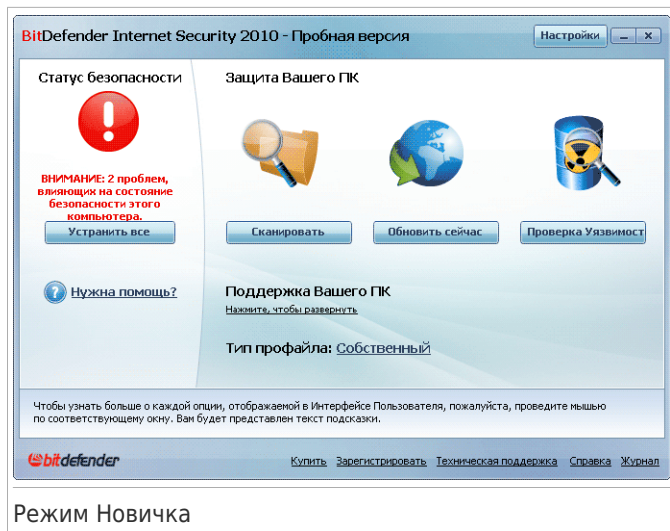 BitDefender Internet Security 2010 - Пробная версия
Настройки
Статус безопасности
ВНИМАНИЕ: 2 проблем,
влияющих на состояние
безопасности этого
компьютера.
Устранить все
Нужна помощь?
Защита Вашего ПК
Сканировать
Обновить сейчас
Проверка Уязвимост
Поддержка Вашего ПК
Нажмите, чтобы развернуть
Тип профайла: Собственный
Чтобы узнать больше о каждой опции, отображаемой в Интерфейсе Пользователя, пожалуйста, проведите мышью
по соответствующему окну. Вам будет представлен текст подсказки.
bitdefender
Купить Зарегистрировать Техническая поддержка Справка Журнал
Режим Новичка